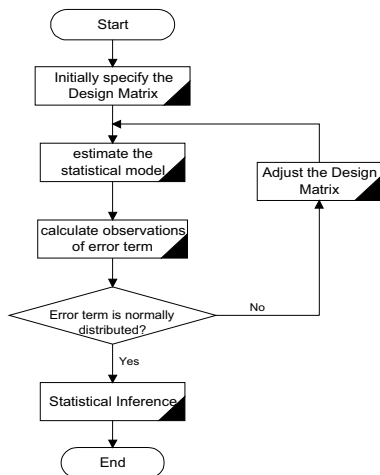 Start
Initially specify the
Design Matrix
estimate the
statistical model
Adjust the Design
Matrix
calculate observations
of error term
Error term is normally
distributed?
No
Yes
Statistical Inference
End